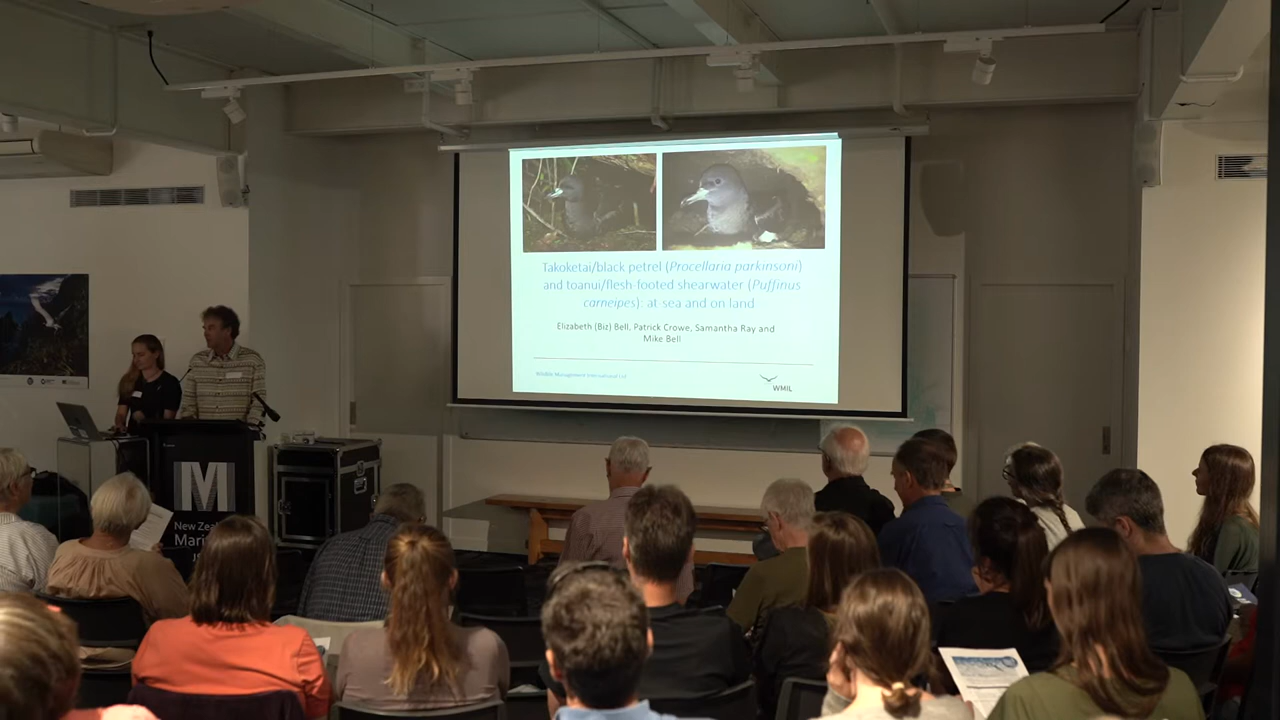 Takoketai/black petrel (Procellaria parkinsoni)
and toanui/flesh-footed shearwater (Puffinus
carneipes): at sea and on land
Elizabeth (Biz) Bell, Patrick Crowe, Samantha Ray and
Mike Bell
Wildlife Management International Ltd
WMIL
M
New Zeal
Mari